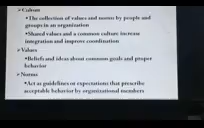 ➤Culture
•The collection of values and norms by people and
groups in an organization
•Shared values and a common culture increase
integration and improve coordination
➤Values
•Beliefs and ideas about common goals and proper
behavior
➤Norms
•Act as guidelines or expectations that prescribe
acceptable behavior by organizational members